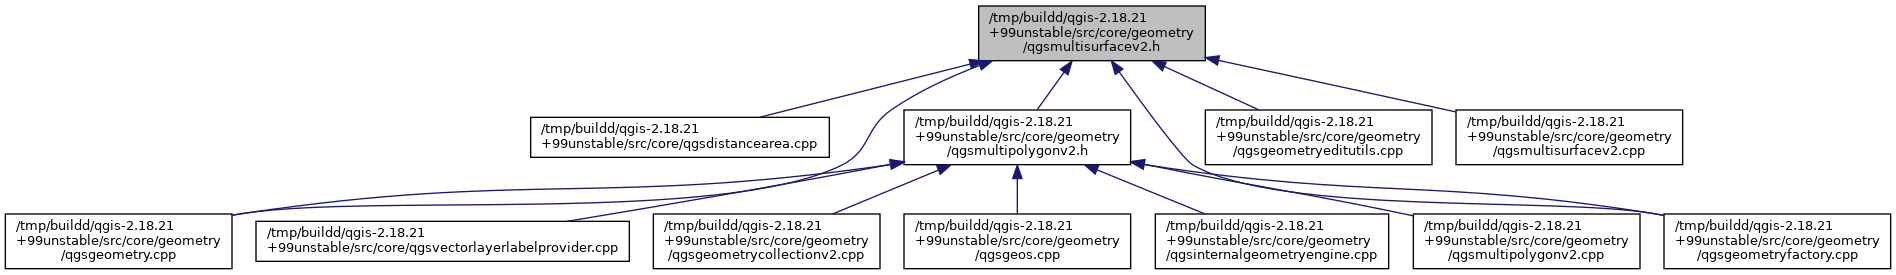 /tmp/buildd/qgis-2.18.21
+99unstable/src/core/geometry
/qgsmultisurfacev2.h
/tmp/buildd/qgis-2.18.21
+99unstable/src/core/qgsdistancearea.cpp
/tmp/buildd/qgis-2.18.21
+99unstable/src/core/geometry
/qgsmultipolygonv2.h
/tmp/buildd/qgis-2.18.21
+99unstable/src/core/geometry
/qgsgeometryeditutils.cpp
/tmp/buildd/qgis-2.18.21
+99unstable/src/core/geometry
/qgsmultisurfacev2.cpp
/tmp/buildd/qgis-2.18.21
+99unstable/src/core/geometry
/qgsgeometry.cpp
/tmp/buildd/qgis-2.18.21
+99unstable/src/core/qgsvectorlayerlabelprovider.cpp
/tmp/buildd/qgis-2.18.21
+99unstable/src/core/geometry
/qgsgeometrycollectionv2.cpp
/tmp/buildd/qgis-2.18.21
+99unstable/src/core/geometry
/qgsgeos.cpp
/tmp/buildd/qgis-2.18.21
+99unstable/src/core/geometry
/qgsinternalgeometryengine.cpp
/tmp/buildd/qgis-2.18.21
+99unstable/src/core/geometry
/qgsmultipolygonv2.cpp
/tmp/buildd/qgis-2.18.21
+99unstable/src/core/geometry
/qgsgeometryfactory.cpp